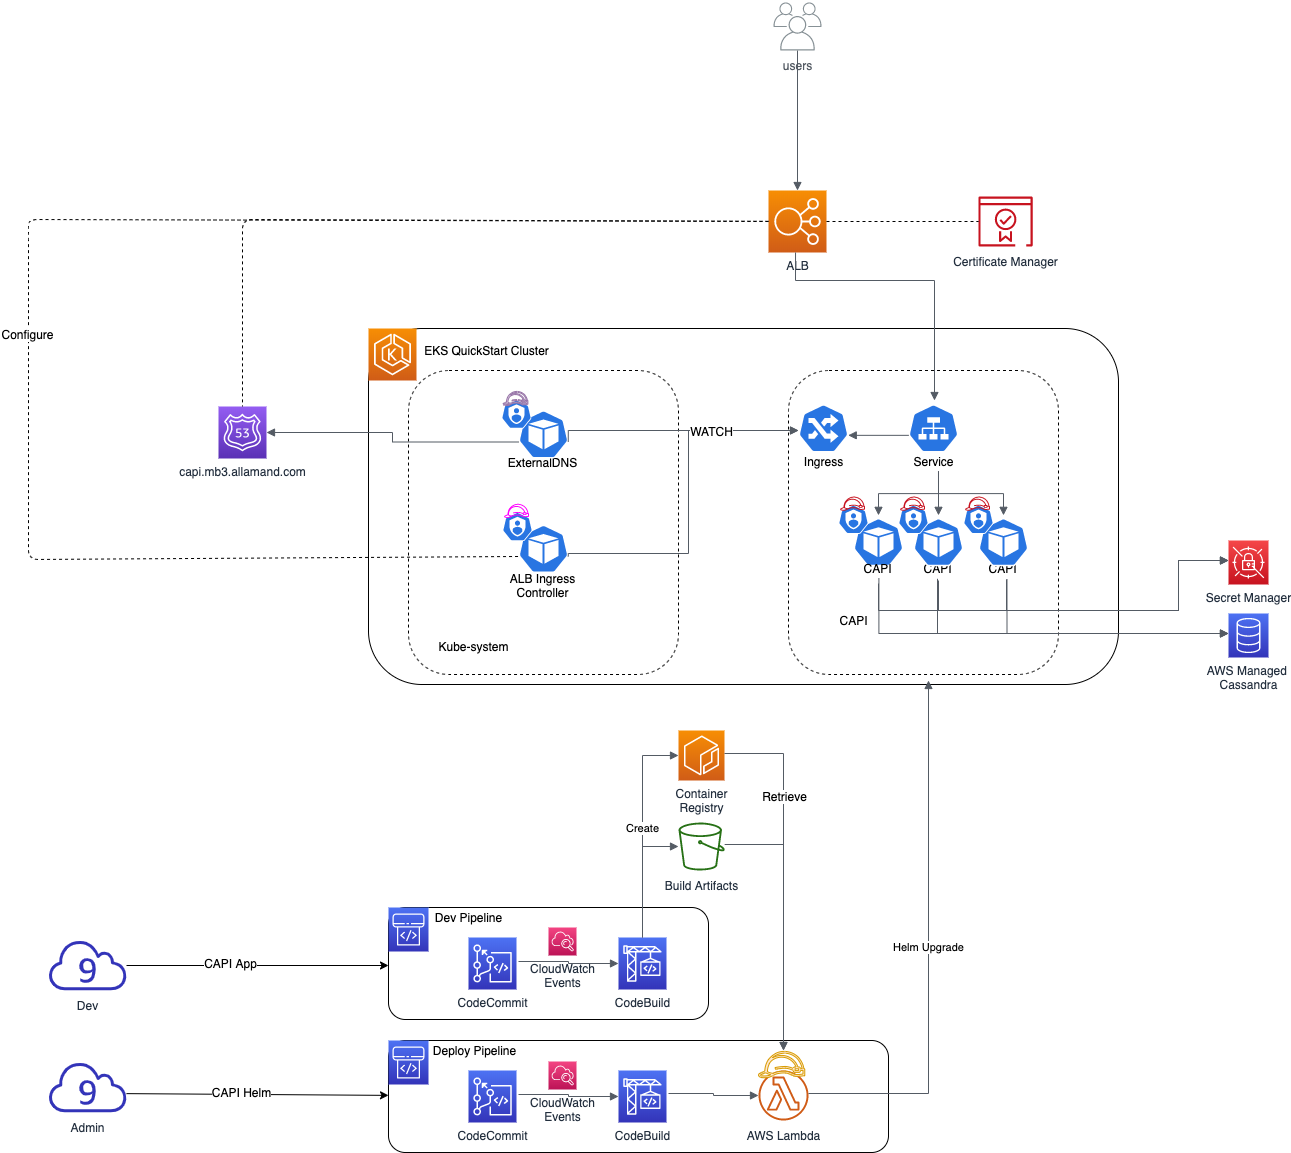 users
ALB
Certificate Manager
Configure
EKS QuickStart Cluster
K
53
capi.mb3.allamand.com
ExternalDNS
WATCH
Ingress
Service
ALB Ingress
Controller
CAPI
CAPI
CAPI
Secret Manager
CAPI
Kube-system
AWS Managed
Cassandra
Container
Registry
Retrieve
Create
Build Artifacts
Dev Pipeline
Helm Upgrade
9
CAPI App
CloudWatch
Events
Dev
CodeCommit
CodeBuild
Deploy Pipeline
9
CAPI Helm
CloudWatch
Events
Admin
CodeCommit
CodeBuild
AWS Lambda